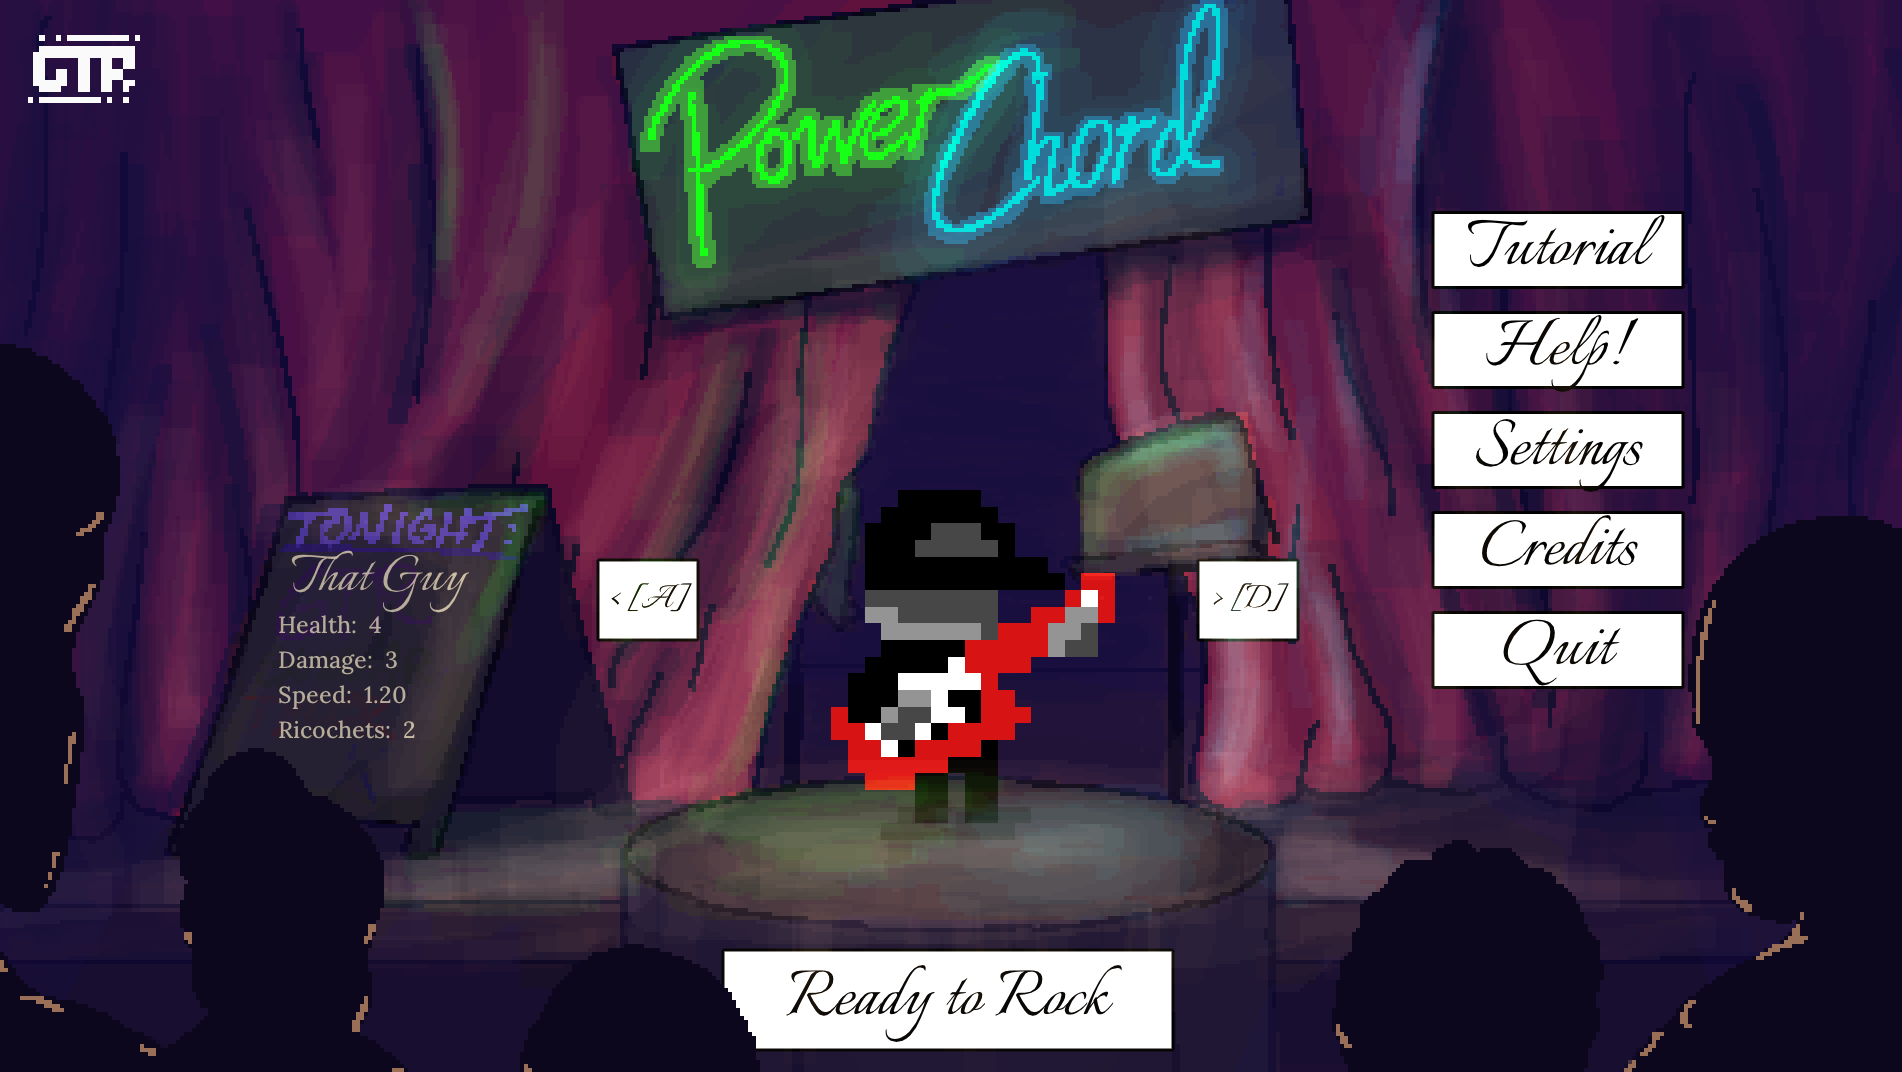 GTR
Power Chord
Tutorial
Help!
Settings
Credits
Quit
TONIGHT:
That Guy
Health: 4
Damage: 3
Speed: 1.20
Ricochets: 2
< [A]
> [D]
Ready to Rock